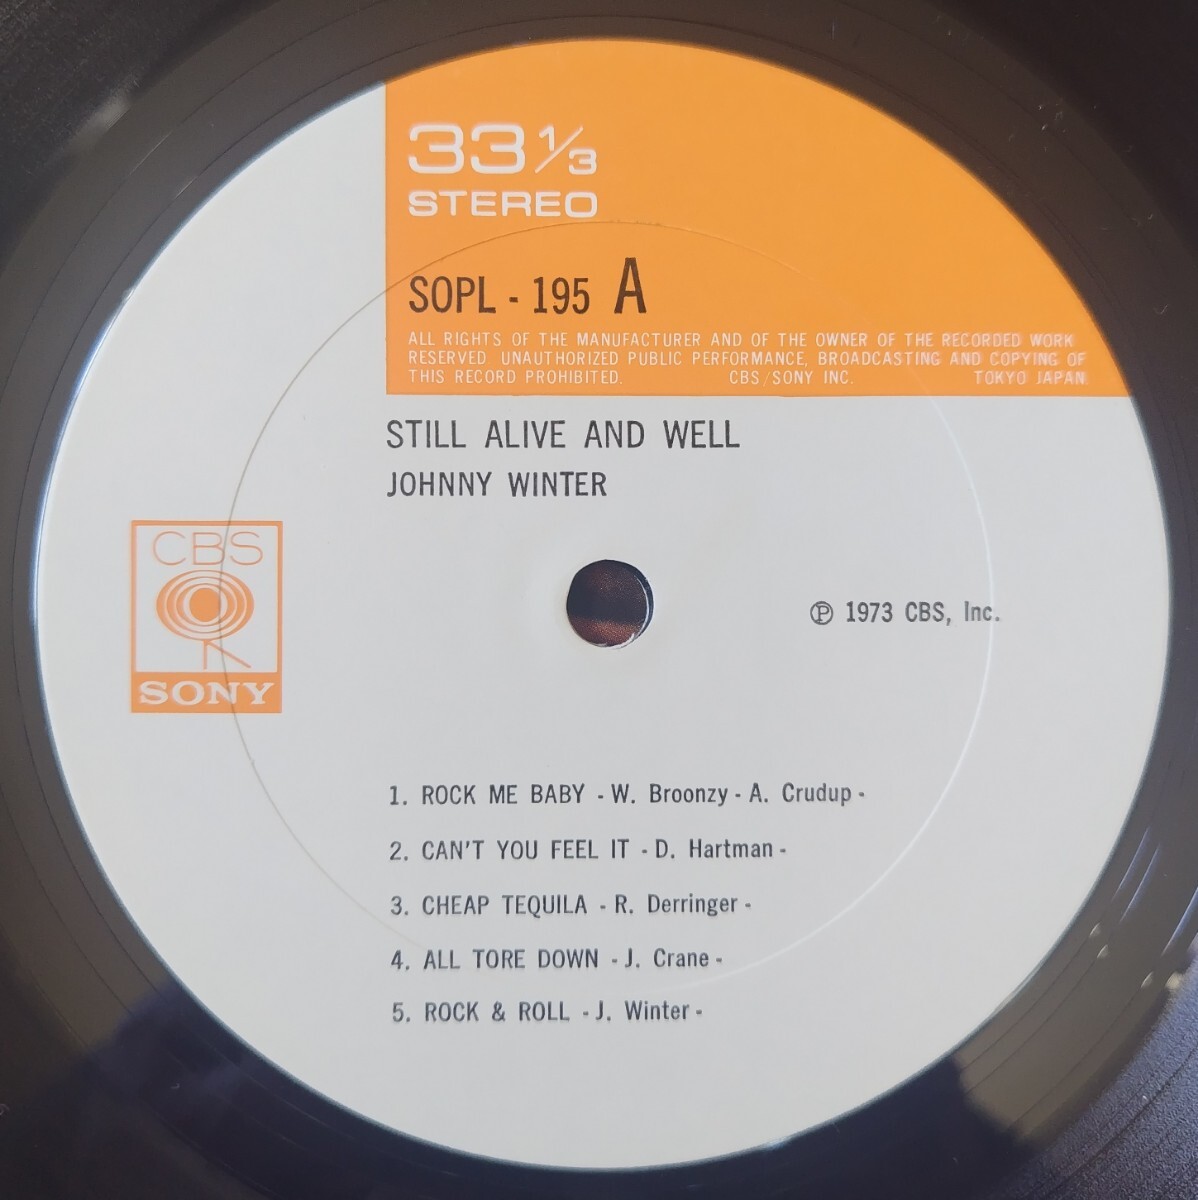 33 1/3
STEREO
SOPL - 195 A
ALL RIGHTS OF THE MANUFACTURER AND OF THE OWNER OF THE RECORDED WORK
RESERVED. UNAUTHORIZED PUBLIC PERFORMANCE, BROADCASTING AND COPYING OF
THIS RECORD PROHIBITED. CBS/SONY INC. TOKYO JAPAN.
STILL ALIVE AND WELL
JOHNNY WINTER
CBS
SONY
℗ 1973 CBS, Inc.
1. ROCK ME BABY - W. Broonzy - A. Crudup -
2. CAN'T YOU FEEL IT - D. Hartman -
3. CHEAP TEQUILA - R. Derringer -
4. ALL TORE DOWN - J. Crane -
5. ROCK & ROLL - J. Winter -